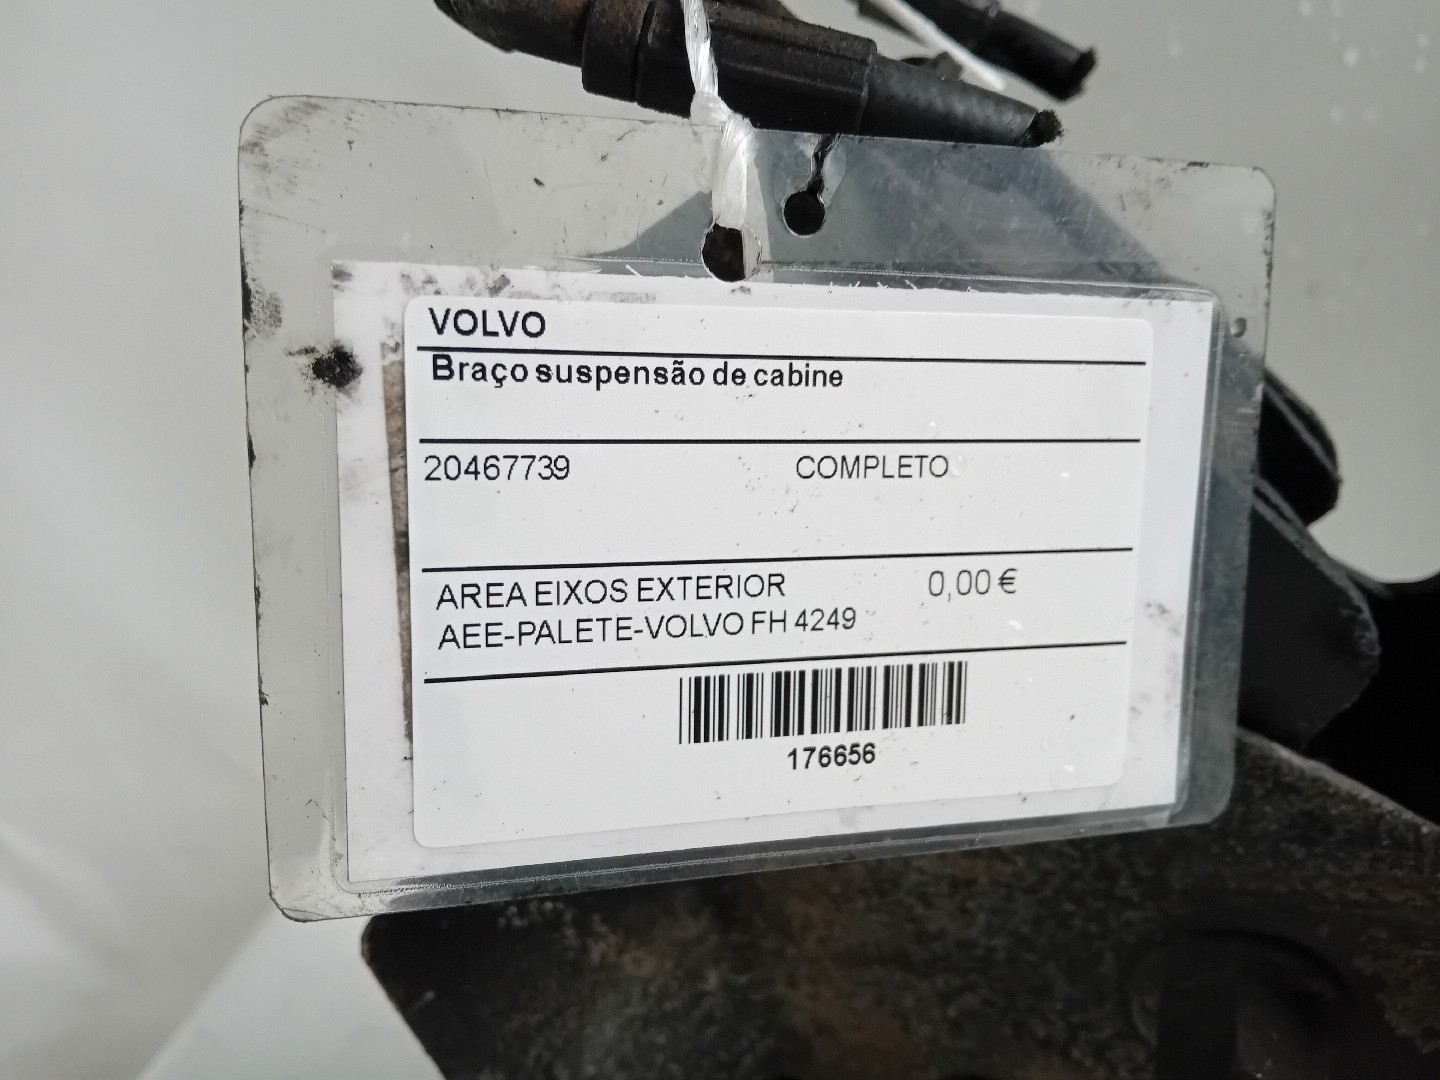 VOLVO
Braço suspensão de cabine
20467739 COMPLETO
AREA EIXOS EXTERIOR 0,00 €
AEE-PALETE-VOLVO FH 4249
176656